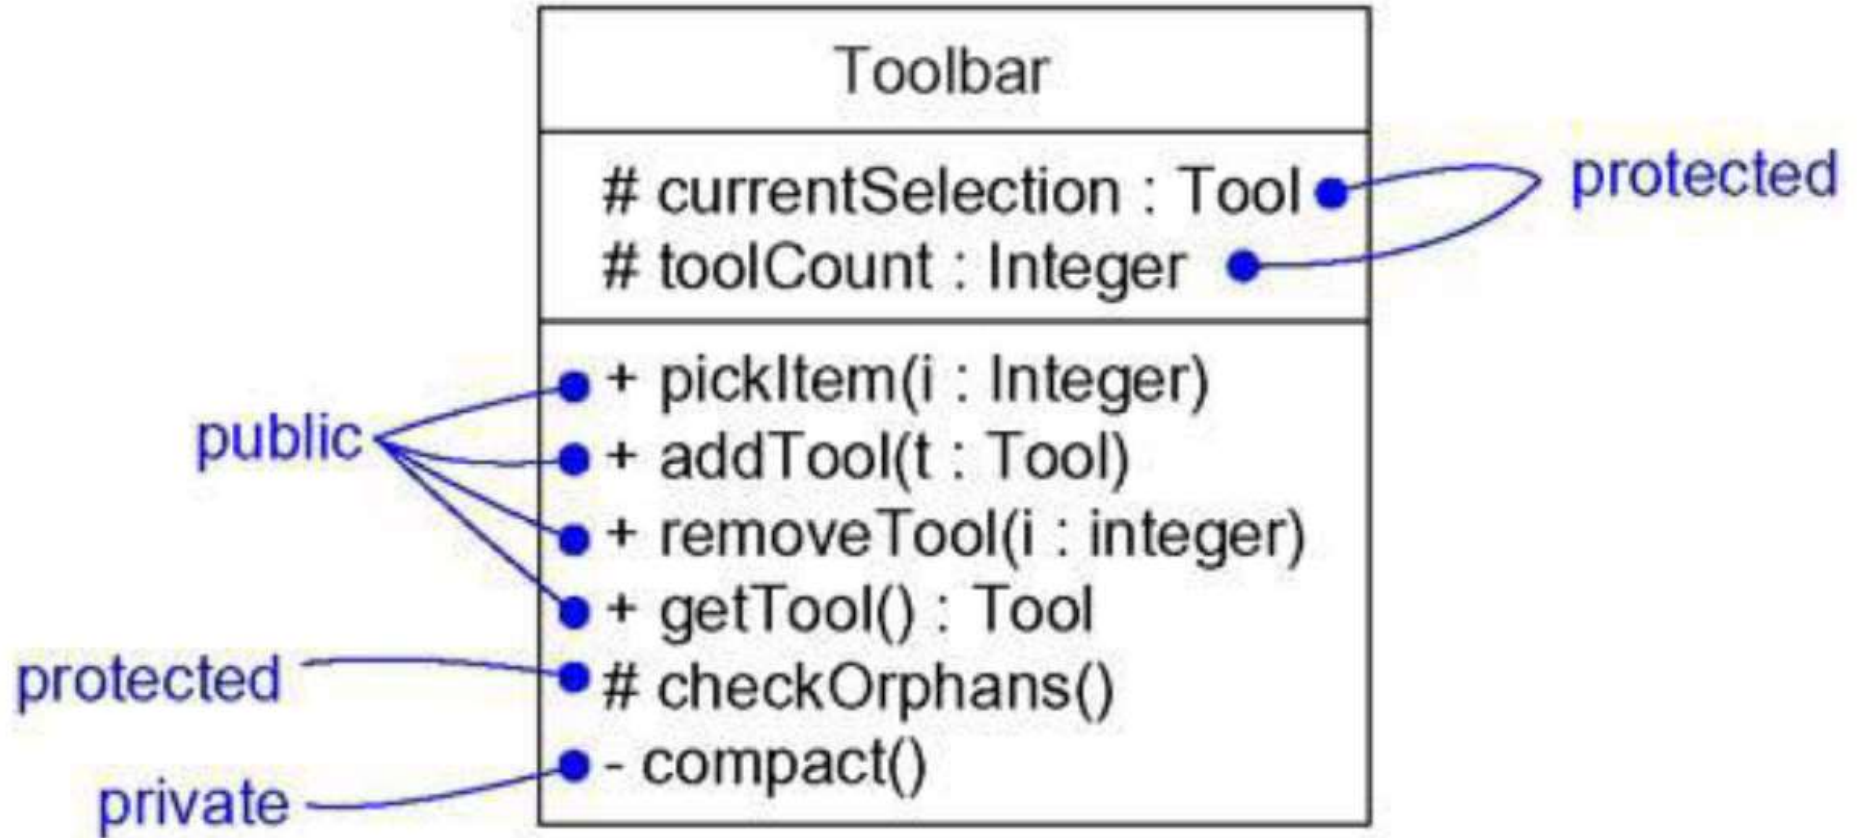 Toolbar
# currentSelection : Tool
protected
# toolCount : Integer
+ pickItem(i : Integer)
public
+ addTool(t : Tool)
+ removeTool(i : integer)
+ getTool() : Tool
protected
# checkOrphans()
- compact()
private